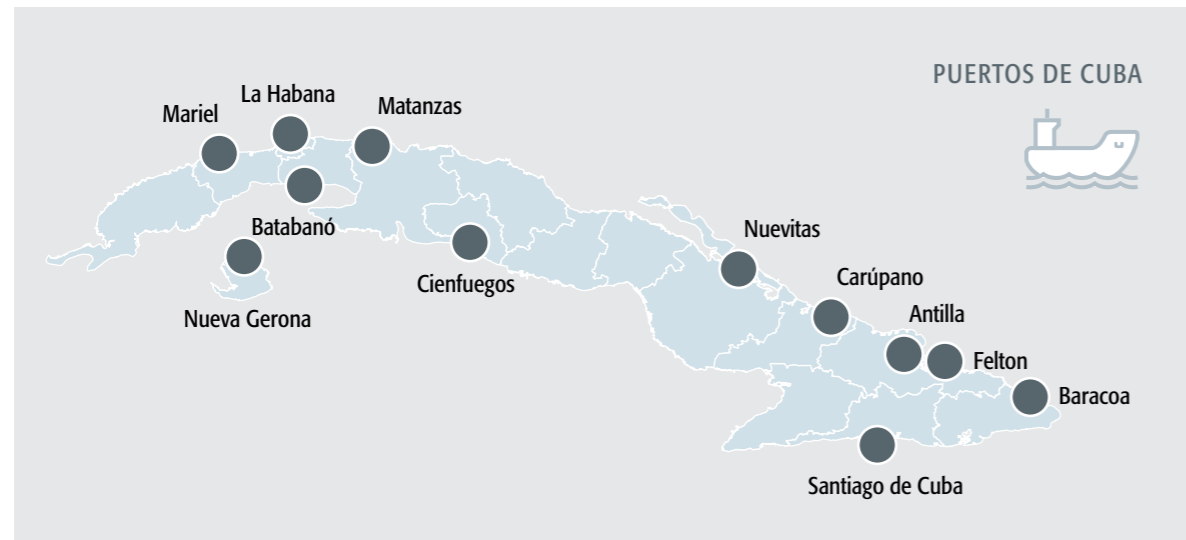 PUERTOS DE CUBA
La Habana
Matanzas
Mariel
Batabanó
Nuevitas
Cienfuegos
Carúpano
Nueva Gerona
Antilla
Felton
Baracoa
Santiago de Cuba